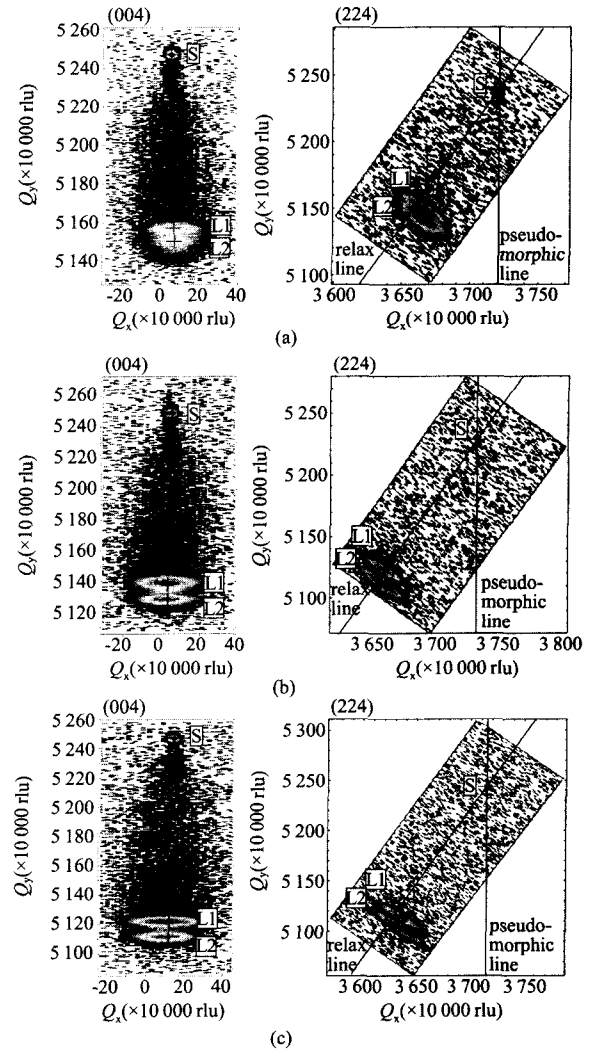 (004)
(224)
Qy(×10 000 rlu)
5 260
5 240
5 220
5 200
5 180
5 160
5 140
S
L1
L2
-20 0 20 40
Qx(×10 000 rlu)
Qy(×10 000 rlu)
5 250
5 200
5 150
5 100
S
L1
L2
relax
line
pseudo-
morphic
line
3 600 3 650 3 720 3 750
Qx(×10 000 rlu)
(a)
(004)
(224)
Qy(×10 000 rlu)
5 260
5 240
5 220
5 200
5 180
5 160
5 140
5 120
S
L1
L2
-20 0 20 40
Qx(×10 000 rlu)
Qy(×10 000 rlu)
5 250
5 200
5 150
5 100
S
L1
L2
relax
line
pseudo-
morphic
line
3 650 3 700 3 750 3 800
Qx(×10 000 rlu)
(b)
(004)
(224)
Qy(×10 000 rlu)
5 260
5 220
5 240
5 200
5 180
5 160
5 140
5 120
5 100
S
L1
L2
-20 0 20 40
Qx(×10 000 rlu)
Qy(×10 000 rlu)
5 310
5 200
5 200
5 150
5 100
S
L1
L2
relax
line
pseudo-
morphic
line
3 600 3 650 3 700 3 750
Qx(×10 000 rlu)
(c)